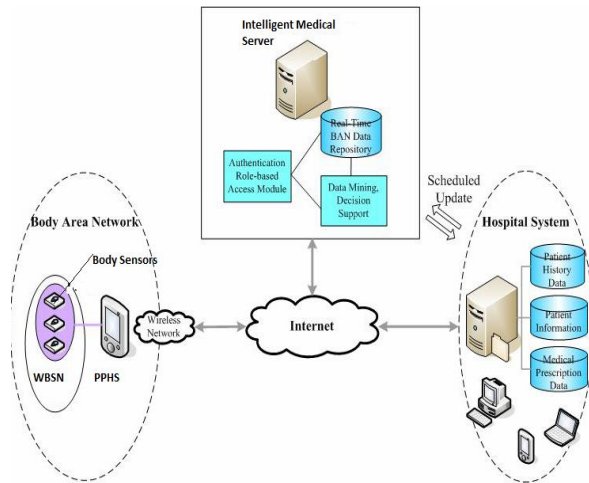 Intelligent Medical
Server
Real-Time
BAN Data
Repository
Authentication
Role-based
Access Module
Data Mining,
Decision
Support
Scheduled
Update
Body Area Network
Body Sensors
WBSN
PPHS
Wireless
Network
Internet
Hospital System
Patient
History
Data
Patient
Information
Medical
Prescription
Data